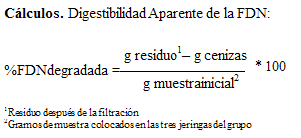 Cálculos. Digestibilidad Aparente de la FDN:
g residuo¹– g cenizas
%FDNdegradada = * 100
g muestrainicial²
¹Residuo después de la filtración
²Gramos de muestra colocados en las tres jeringas del grupo